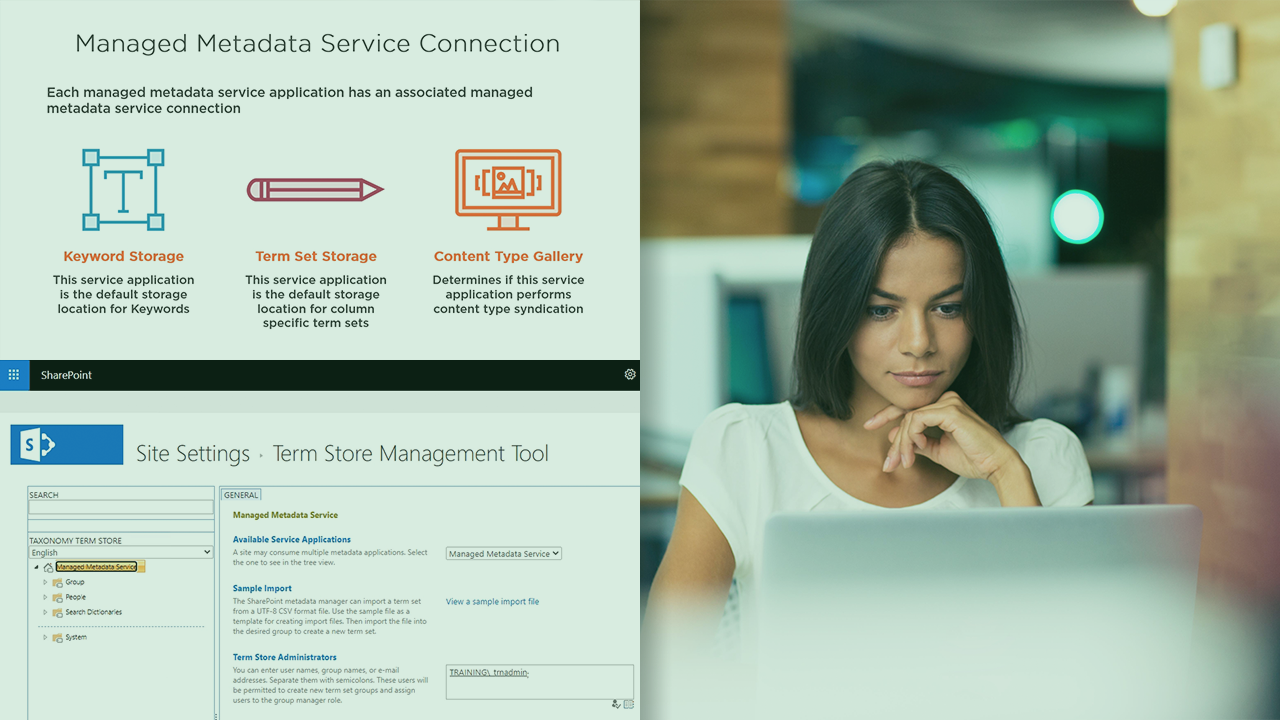 Managed Metadata Service Connection
Each managed metadata service application has an associated managed
metadata service connection
T
Keyword Storage
This service application
is the default storage
location for Keywords
Term Set Storage
This service application
is the default storage
location for column
specific term sets
Content Type Gallery
Determines if this service
application performs
content type syndication
SharePoint
S
Site Settings › Term Store Management Tool
SEARCH
TAXONOMY TERM STORE
English
Managed Metadata Service
Group
People
Search Dictionaries
System
GENERAL
Managed Metadata Service
Available Service Applications
A site may consume multiple metadata applications. Select
the one to see in the tree view.
Managed Metadata Service
Sample Import
The SharePoint metadata manager can import a term set
from a UTF-8 CSV format file. Use the sample file as a
template for creating import files. Then import the file into
the desired group to create a new term set.
View a sample import file
Term Store Administrators
You can enter user names, group names, or e-mail
addresses. Separate them with semicolons. These users
will be permitted to create new term set groups and assign
users to the group manager role.
TRAINING\_trnadmin;